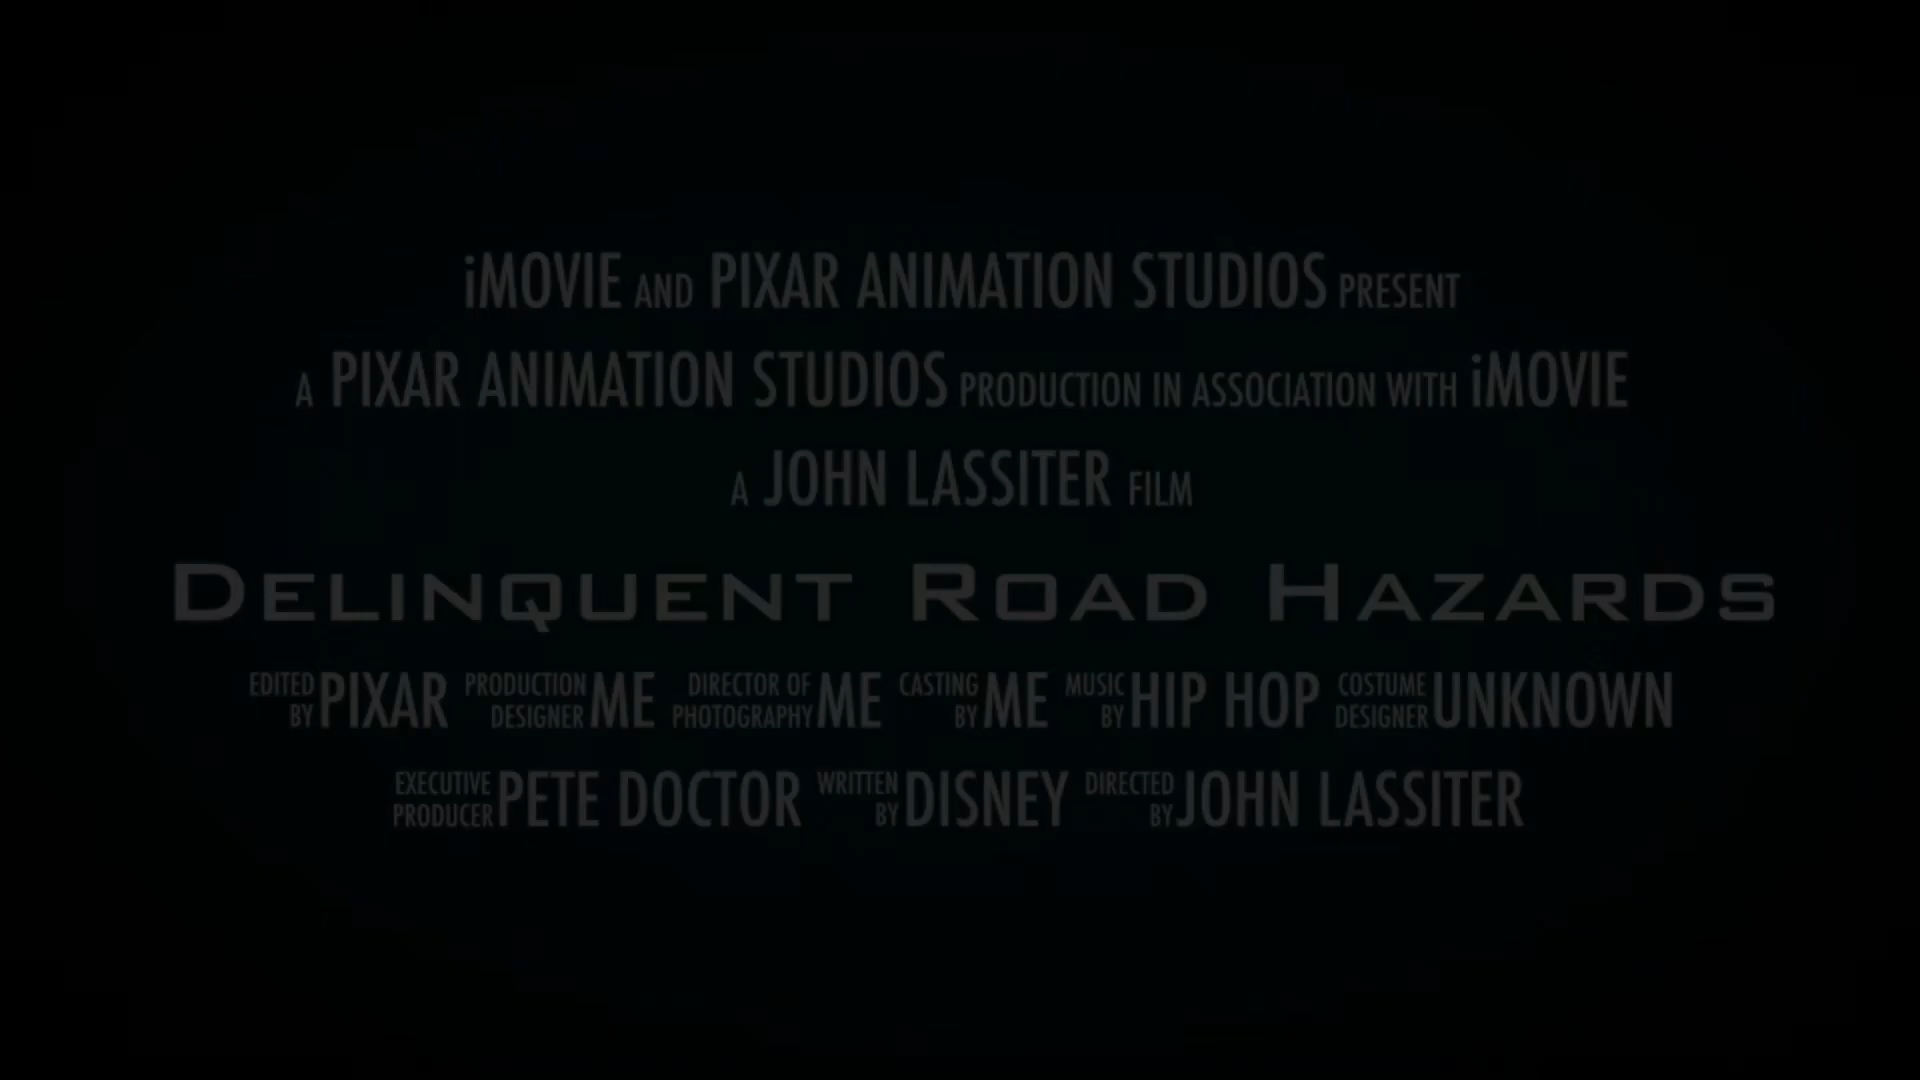 iMOVIE AND PIXAR ANIMATION STUDIOS PRESENT
A PIXAR ANIMATION STUDIOS PRODUCTION IN ASSOCIATION WITH iMOVIE
A JOHN LASSITER FILM
DELINQUENT ROAD HAZARDS
EDITED BY PIXAR PRODUCTION DESIGNER ME DIRECTOR OF PHOTOGRAPHY ME CASTING BY ME MUSIC BY HIP HOP COSTUME DESIGNER UNKNOWN
EXECUTIVE PRODUCER PETE DOCTOR WRITTEN BY DISNEY DIRECTED BY JOHN LASSITER